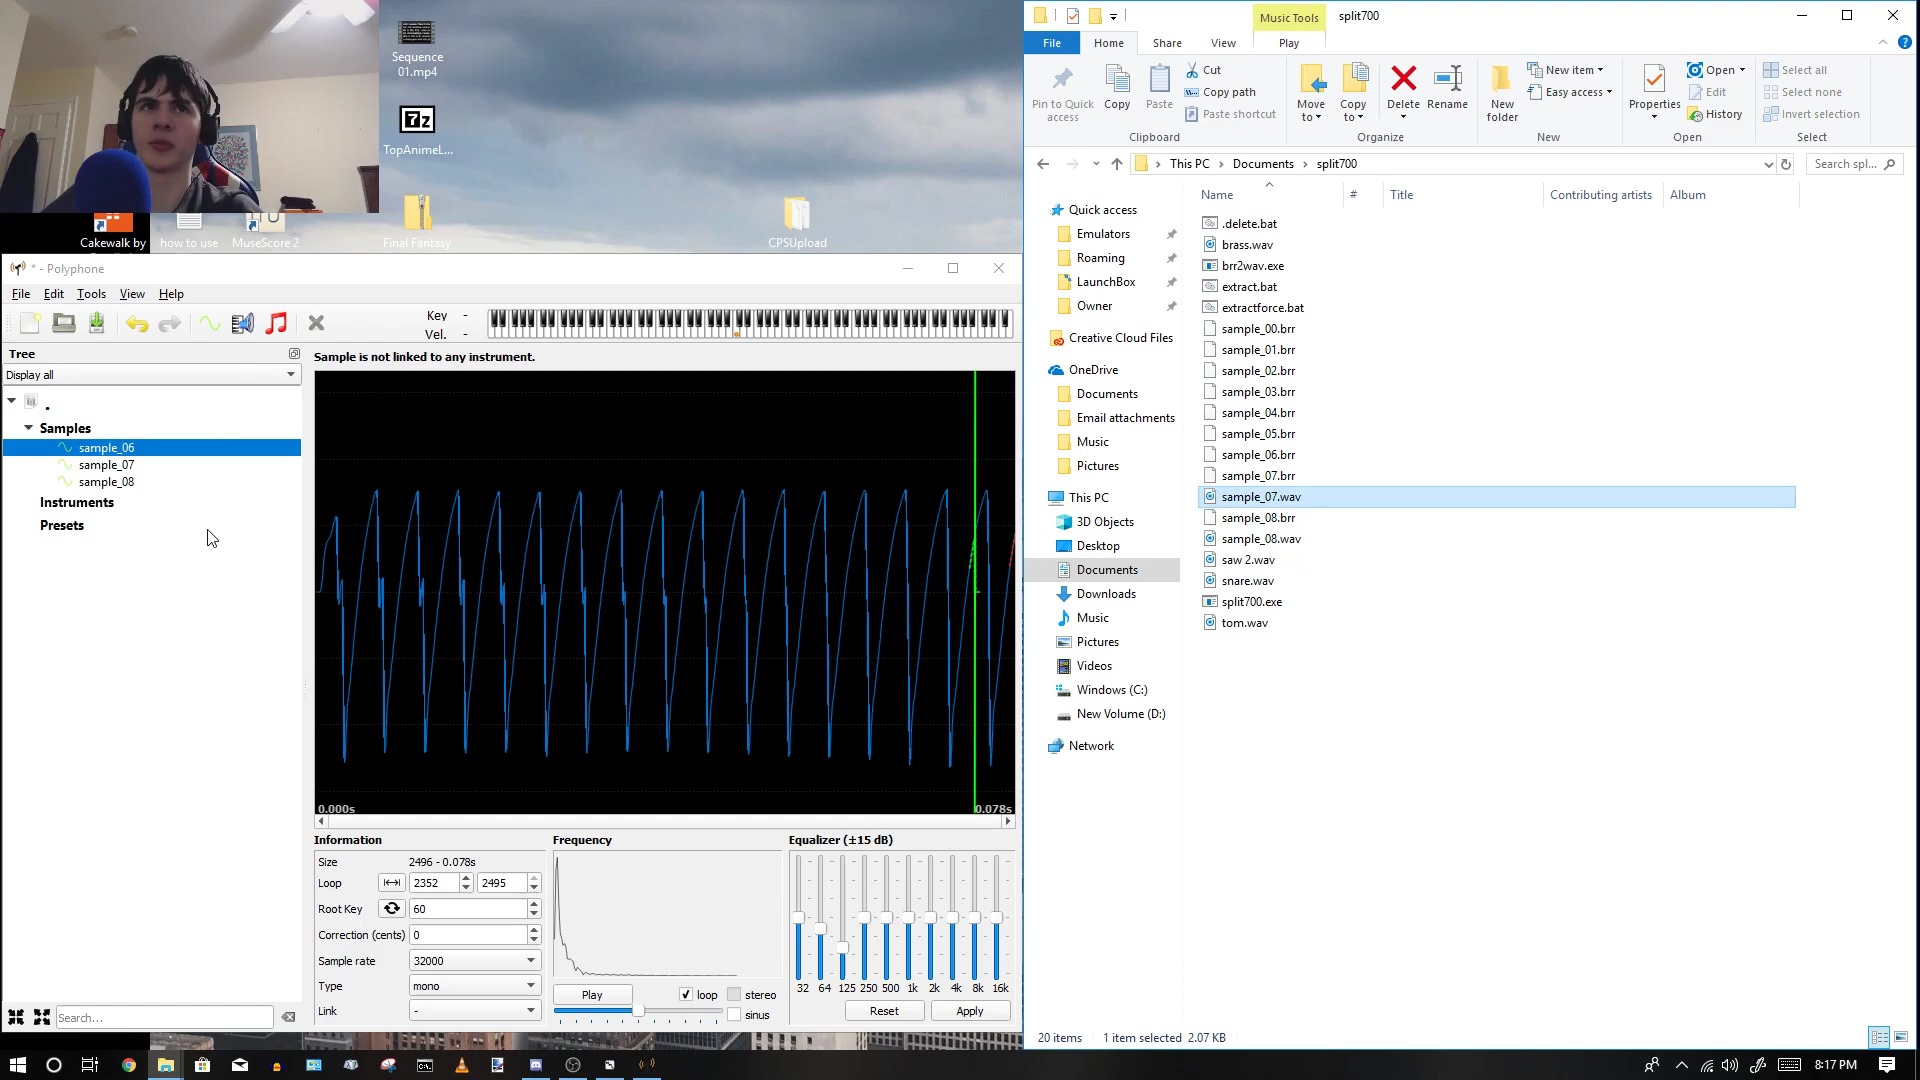 Sequence
01.mp4
7z
TopAnimeL...
Cakewalk by
how to use
MuseScore 2
Final Fantasy
CPSUpload
* - Polyphone
File Edit Tools View Help
Key -
Vel. -
Tree
Display all
.
Samples
sample_06
sample_07
sample_08
Instruments
Presets
Search...
Sample is not linked to any instrument.
0.000s
0.078s
Information
Size 2496 - 0.078s
Loop 2352 2495
Root Key 60
Correction (cents) 0
Sample rate 32000
Type mono
Link -
Frequency
Play
loop
stereo
sinus
Equalizer (±15 dB)
32 64 125 250 500 1k 2k 4k 8k 16k
Reset Apply
Music Tools
split700
File Home Share View Play
Pin to Quick
access
Copy
Paste
Cut
Copy path
Paste shortcut
Clipboard
Move
to
Copy
to
Delete
Rename
Organize
New
folder
New item
Easy access
New
Properties
Open
Edit
History
Open
Select all
Select none
Invert selection
Select
This PC > Documents > split700
Search spl...
Quick access
Emulators
Roaming
LaunchBox
Owner
Creative Cloud Files
OneDrive
Documents
Email attachments
Music
Pictures
This PC
3D Objects
Desktop
Documents
Downloads
Music
Pictures
Videos
Windows (C:)
New Volume (D:)
Network
Name # Title Contributing artists Album
.delete.bat
brass.wav
brr2wav.exe
extract.bat
extractforce.bat
sample_00.brr
sample_01.brr
sample_02.brr
sample_03.brr
sample_04.brr
sample_05.brr
sample_06.brr
sample_07.brr
sample_07.wav
sample_08.brr
sample_08.wav
saw 2.wav
snare.wav
split700.exe
tom.wav
20 items 1 item selected 2.07 KB
8:17 PM